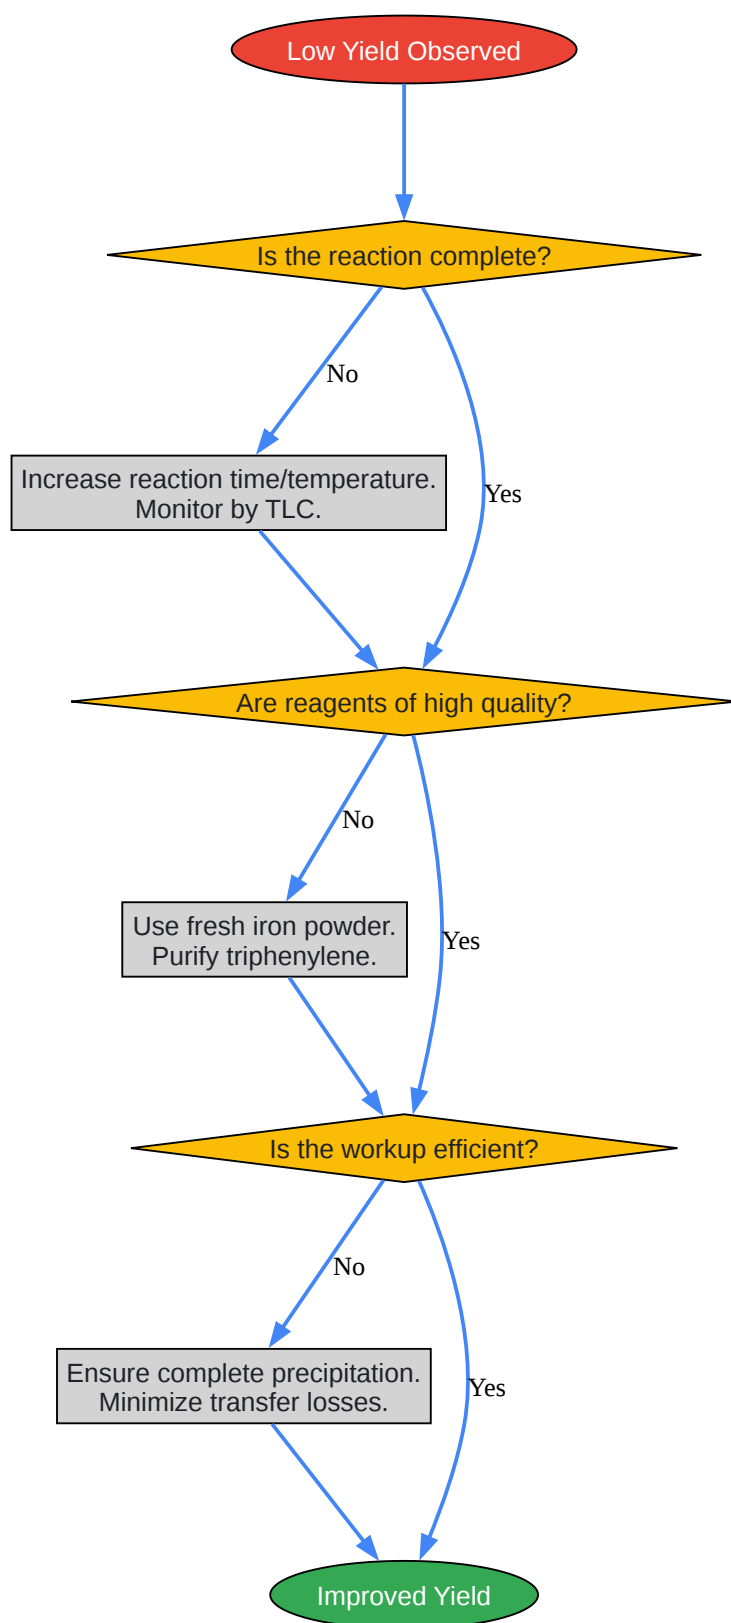 Low Yield Observed
Is the reaction complete?
No
Increase reaction time/temperature.
Monitor by TLC.
Yes
Are reagents of high quality?
No
Use fresh iron powder.
Purify triphenylene.
Yes
Is the workup efficient?
No
Ensure complete precipitation.
Minimize transfer losses.
Yes
Improved Yield